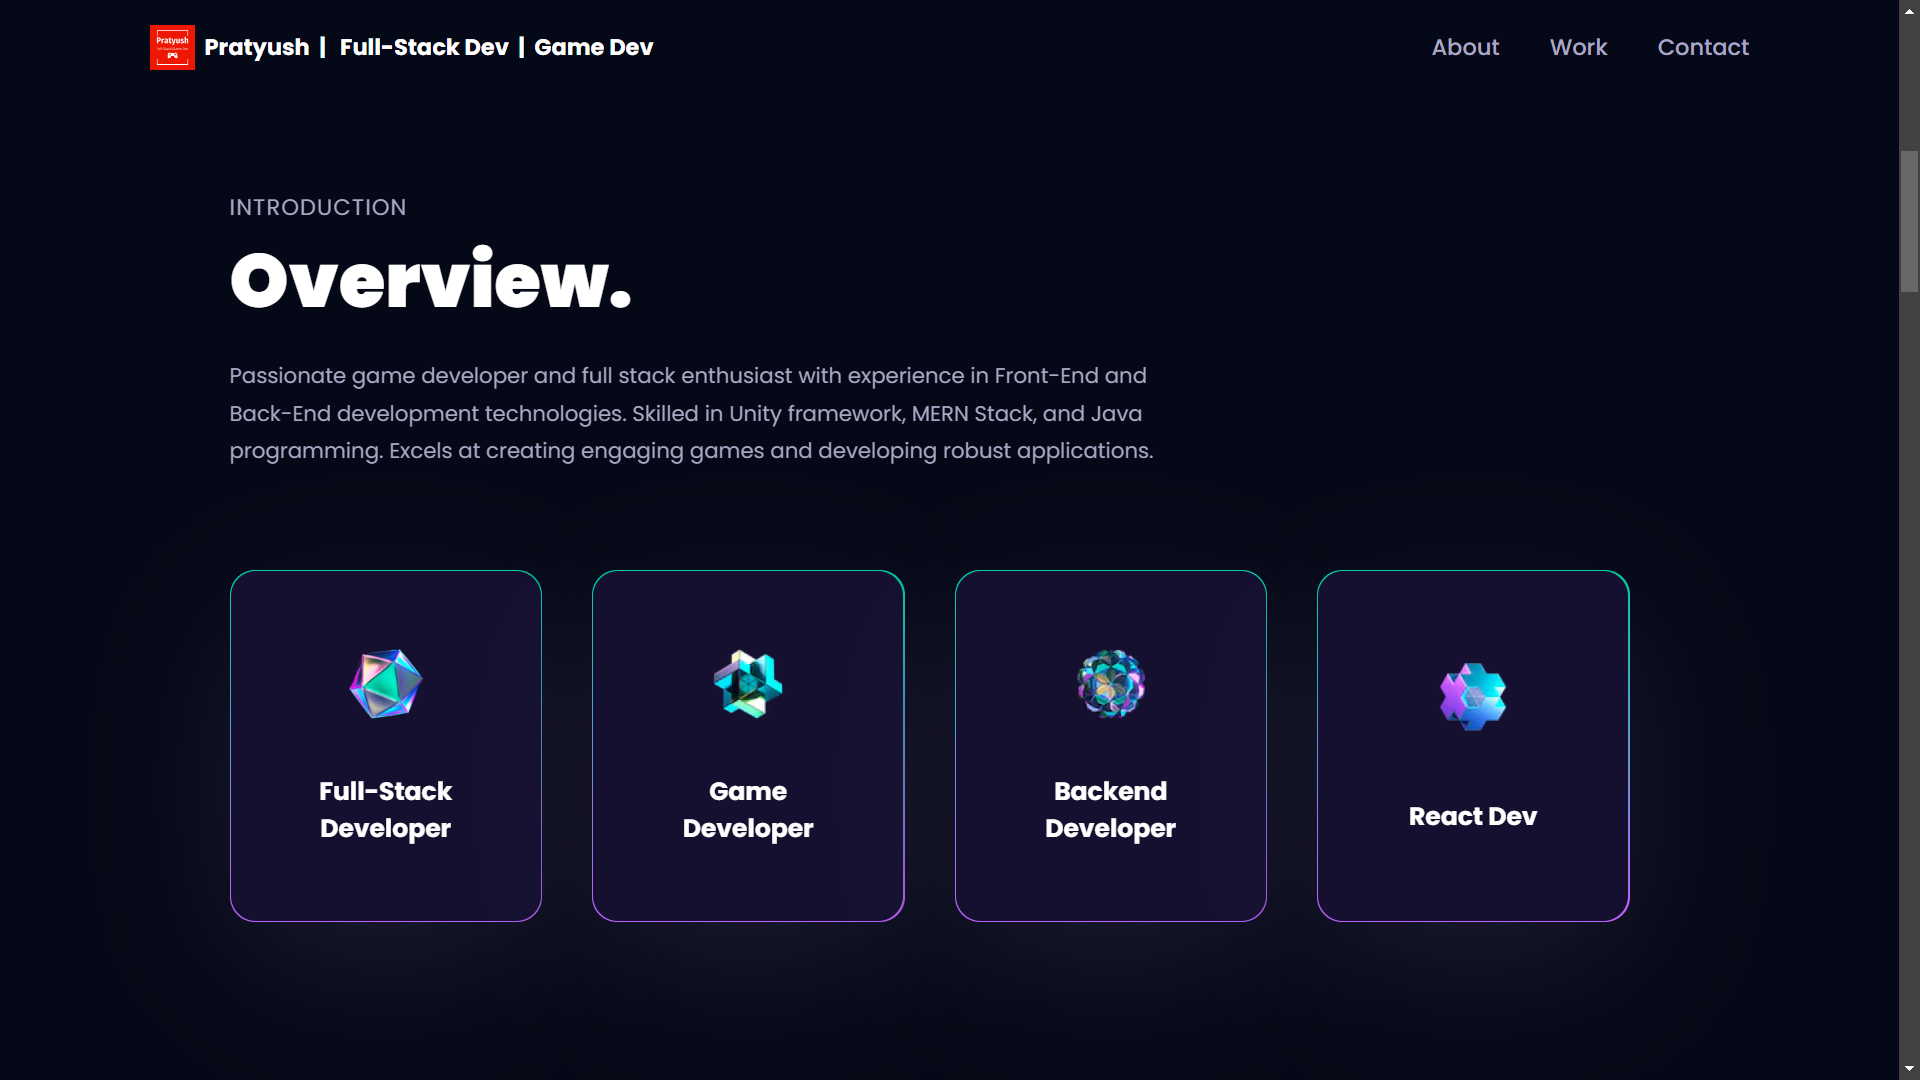 Pratyush
Pratyush | Full-Stack Dev | Game Dev
About
Work
Contact
INTRODUCTION
Overview.
Passionate game developer and full stack enthusiast with experience in Front-End and
Back-End development technologies. Skilled in Unity framework, MERN Stack, and Java
programming. Excels at creating engaging games and developing robust applications.
Full-Stack
Developer
Game
Developer
Backend
Developer
React Dev